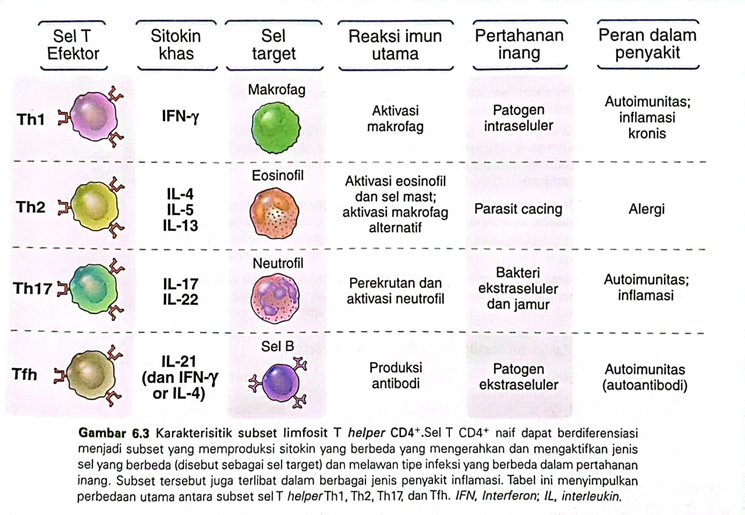 Sel T Efektor
Sitokin khas
Sel target
Reaksi imun utama
Pertahanan inang
Peran dalam penyakit
Th1
IFN-γ
Makrofag
Aktivasi
makrofag
Patogen
intraseluler
Autoimunitas;
inflamasi
kronis
Th2
IL-4
IL-5
IL-13
Eosinofil
Aktivasi eosinofil
dan sel mast;
aktivasi makrofag
alternatif
Parasit cacing
Alergi
Th17
IL-17
IL-22
Neutrofil
Perekrutan dan
aktivasi neutrofil
Bakteri
ekstraseluler
dan jamur
Autoimunitas;
inflamasi
Tfh
IL-21
(dan IFN-γ
or IL-4)
Sel B
Produksi
antibodi
Patogen
ekstraseluler
Autoimunitas
(autoantibodi)
Gambar 6.3 Karakterisitik subset limfosit T helper CD4+.Sel T CD4+ naif dapat berdiferensiasi
menjadi subset yang memproduksi sitokin yang berbeda yang mengerahkan dan mengaktifkan jenis
sel yang berbeda (disebut sebagai sel target) dan melawan tipe infeksi yang berbeda dalam pertahanan
inang. Subset tersebut juga terlibat dalam berbagai jenis penyakit inflamasi. Tabel ini menyimpulkan
perbedaan utama antara subset sel T helper Th1, Th2, Th17, dan Tfh. IFN, Interferon; IL, interleukin.